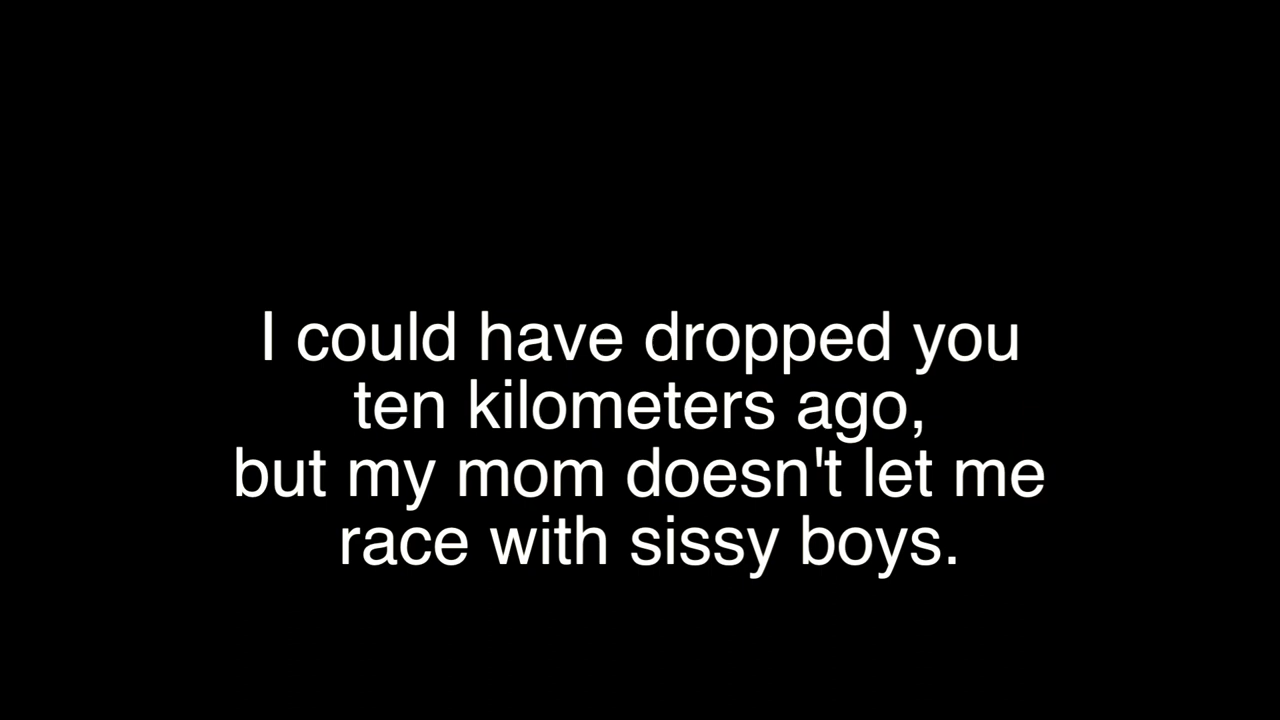 I could have dropped you
ten kilometers ago,
but my mom doesn't let me
race with sissy boys.